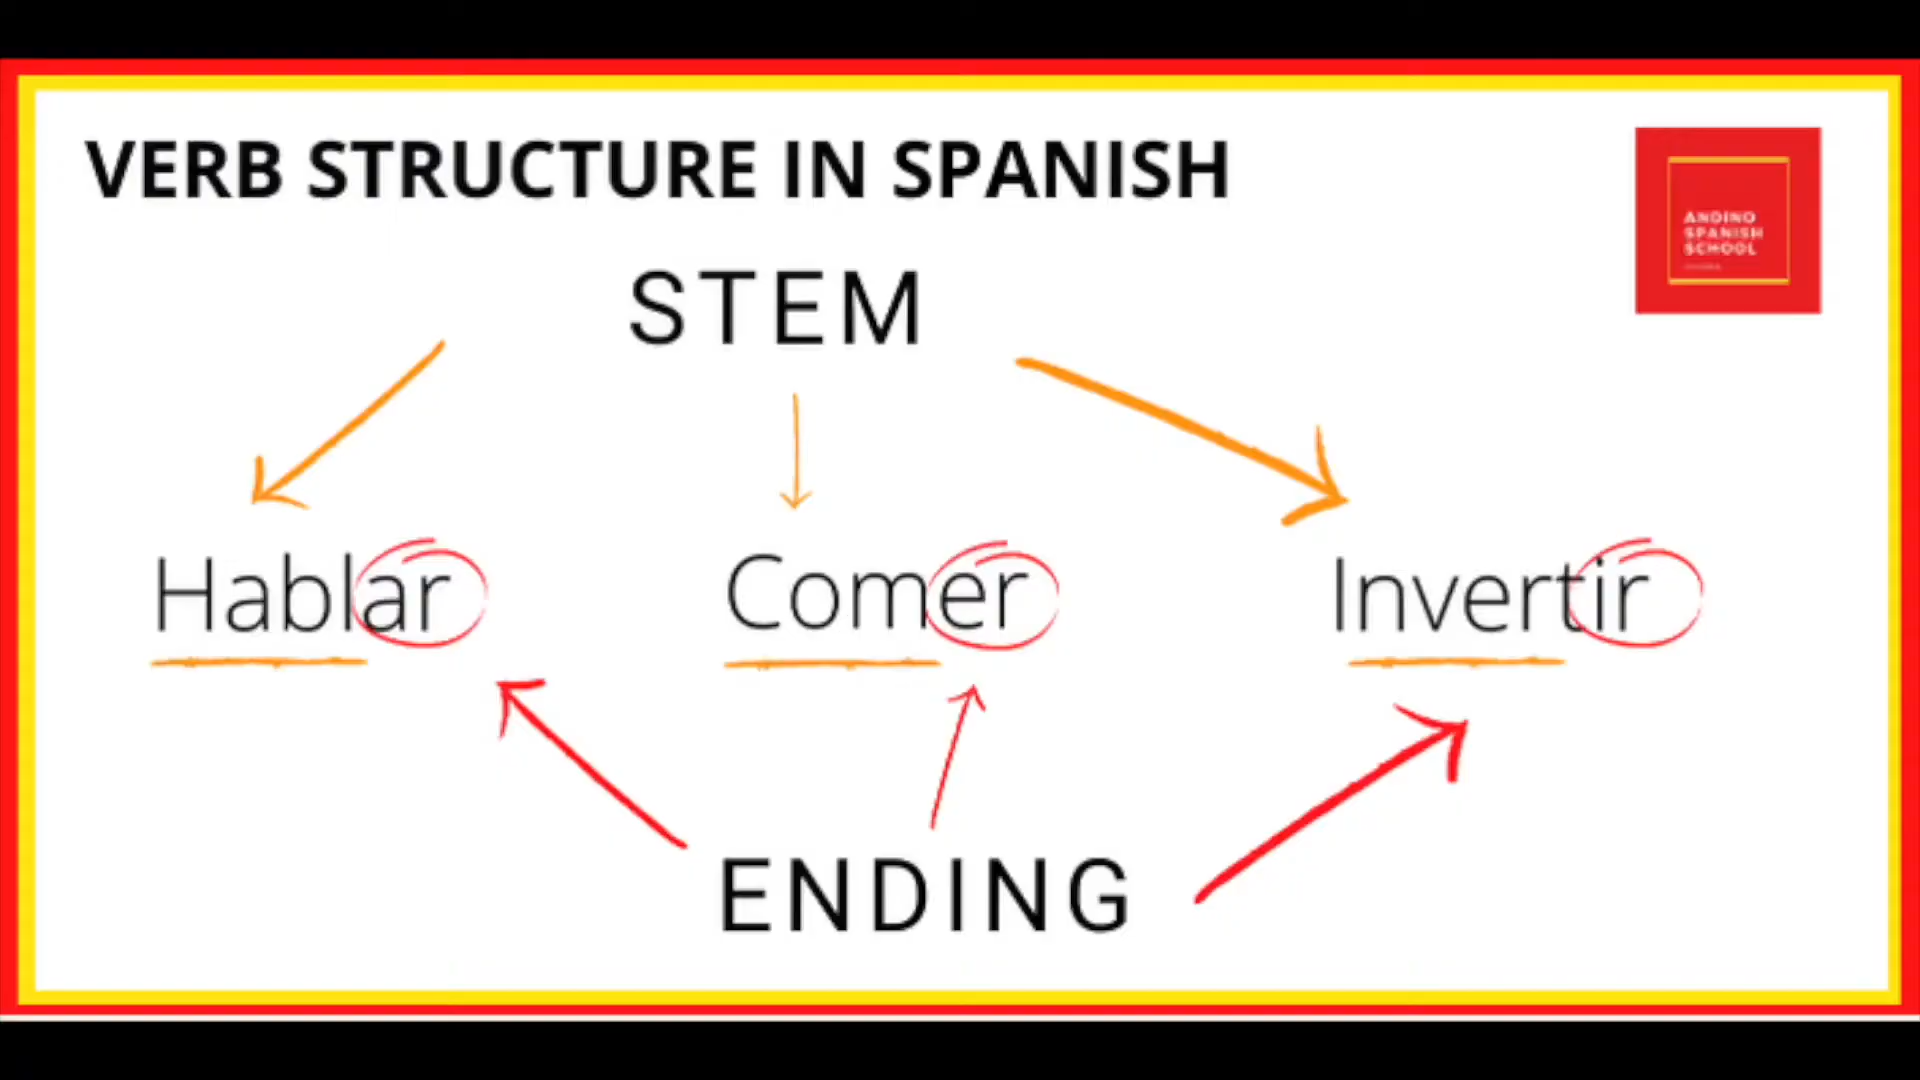 VERB STRUCTURE IN SPANISH
ANDINO
SPANISH
SCHOOL
STEM
Hablar
Comer
Invertir
ENDING